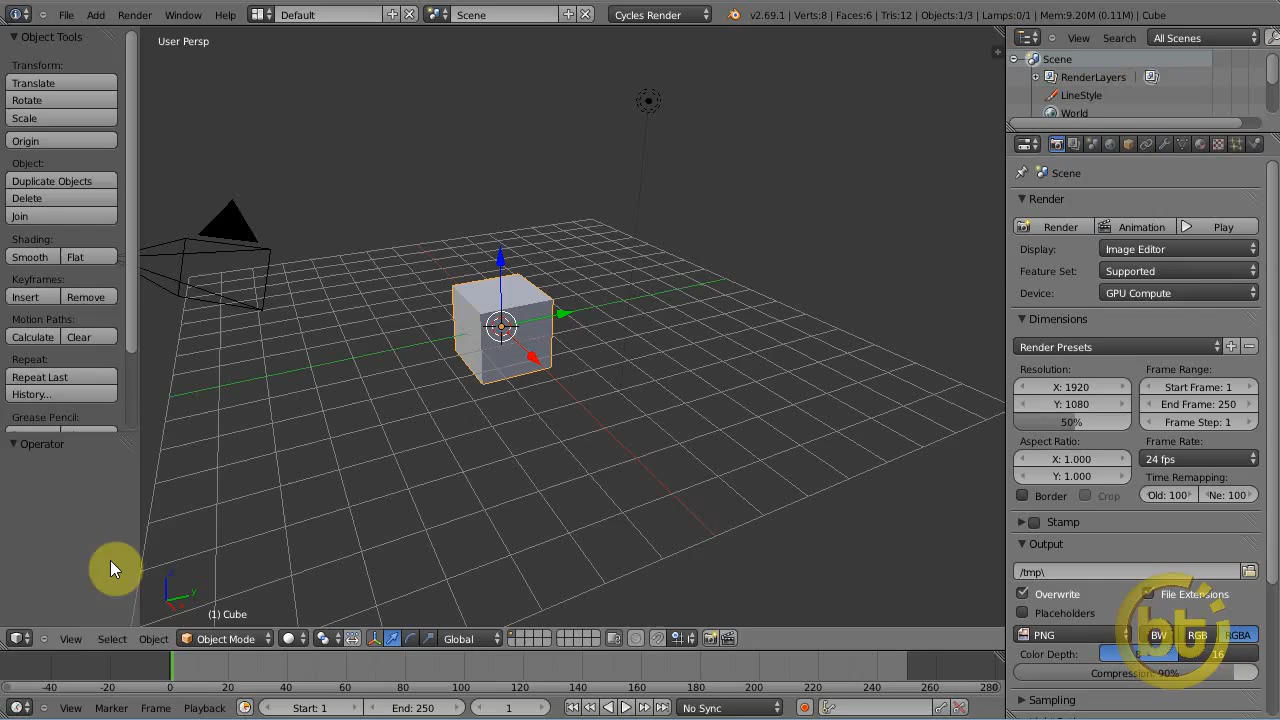 File Add Render Window Help Default Scene Cycles Render v2.69.1 | Verts:8 | Faces:6 | Tris:12 | Objects:1/3 | Lamps:0/1 | Mem:9.20M (0.11M) | Cube
Object Tools
Transform:
Translate
Rotate
Scale
Origin
Object:
Duplicate Objects
Delete
Join
Shading:
Smooth Flat
Keyframes:
Insert Remove
Motion Paths:
Calculate Clear
Repeat:
Repeat Last
History...
Grease Pencil:
Operator
User Persp
z
y
x
(1) Cube
View Select Object Object Mode Global
-40 -20 0 20 40 60 80 100 120 140 160 180 200 220 240 260 280
View Marker Frame Playback Start: 1 End: 250 1 No Sync
View Search All Scenes
Scene
RenderLayers
LineStyle
World
Scene
Render
Render Animation Play
Display: Image Editor
Feature Set: Supported
Device: GPU Compute
Dimensions
Render Presets
Resolution: Frame Range:
X: 1920 Start Frame: 1
Y: 1080 End Frame: 250
50% Frame Step: 1
Aspect Ratio: Frame Rate:
X: 1.000 24 fps
Y: 1.000 Time Remapping:
Border Crop Old: 100 Ne: 100
Stamp
Output
/tmp\
Overwrite File Extensions
Placeholders
PNG BW RGB RGBA
Color Depth: 8 16
Compression: 90%
Sampling
bt